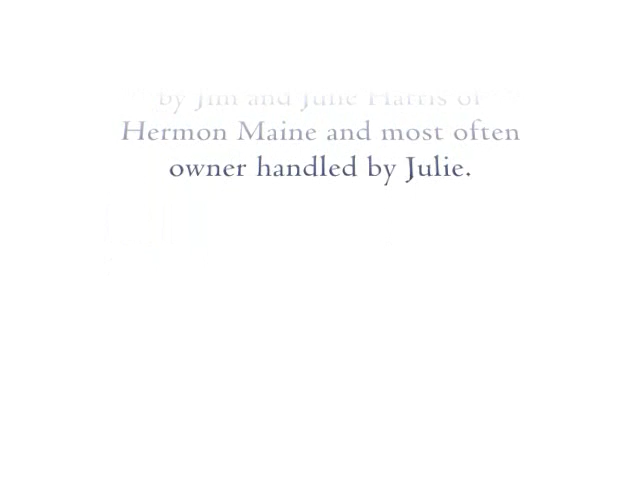 by Jim and Julie Harris of
Hermon Maine and most often
owner handled by Julie.